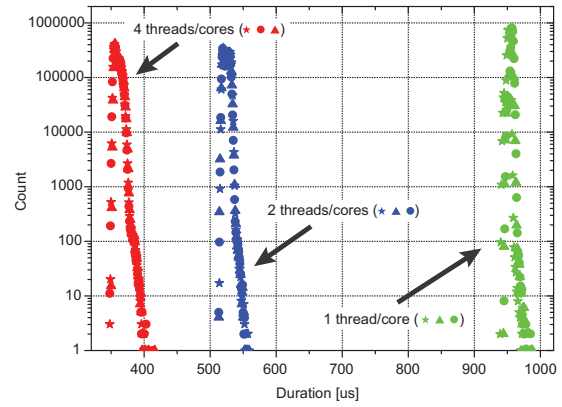 4 threads/cores (★ ● ▲)
1000000
100000
10000
1000
100
10
1
Count
2 threads/cores (★ ▲ ●)
1 thread/core (★ ▲ ●)
400 500 600 700 800 900 1000
Duration [us]